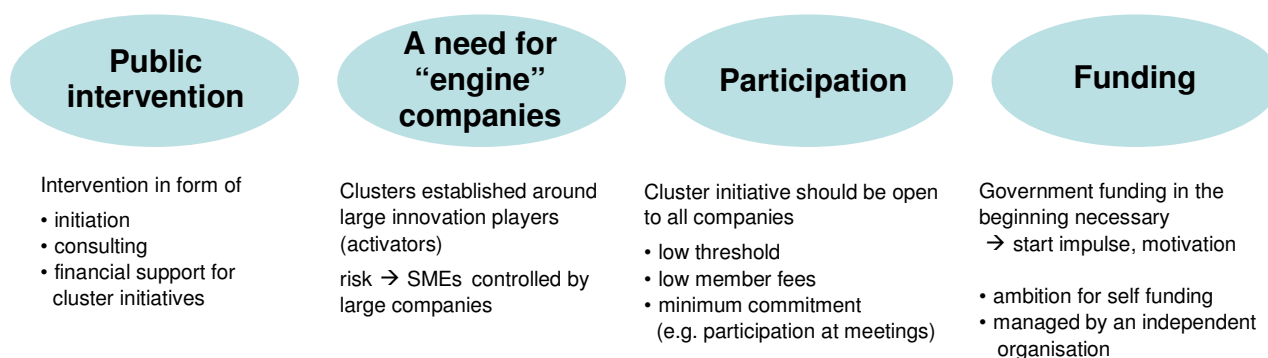 Public
intervention
A need for
“engine”
companies
Participation
Funding
Intervention in form of
• initiation
• consulting
• financial support for
cluster initiatives
Clusters established around
large innovation players
(activators)
risk → SMEs controlled by
large companies
Cluster initiative should be open
to all companies
• low threshold
• low member fees
• minimum commitment
(e.g. participation at meetings)
Government funding in the
beginning necessary
→ start impulse, motivation
• ambition for self funding
• managed by an independent
organisation